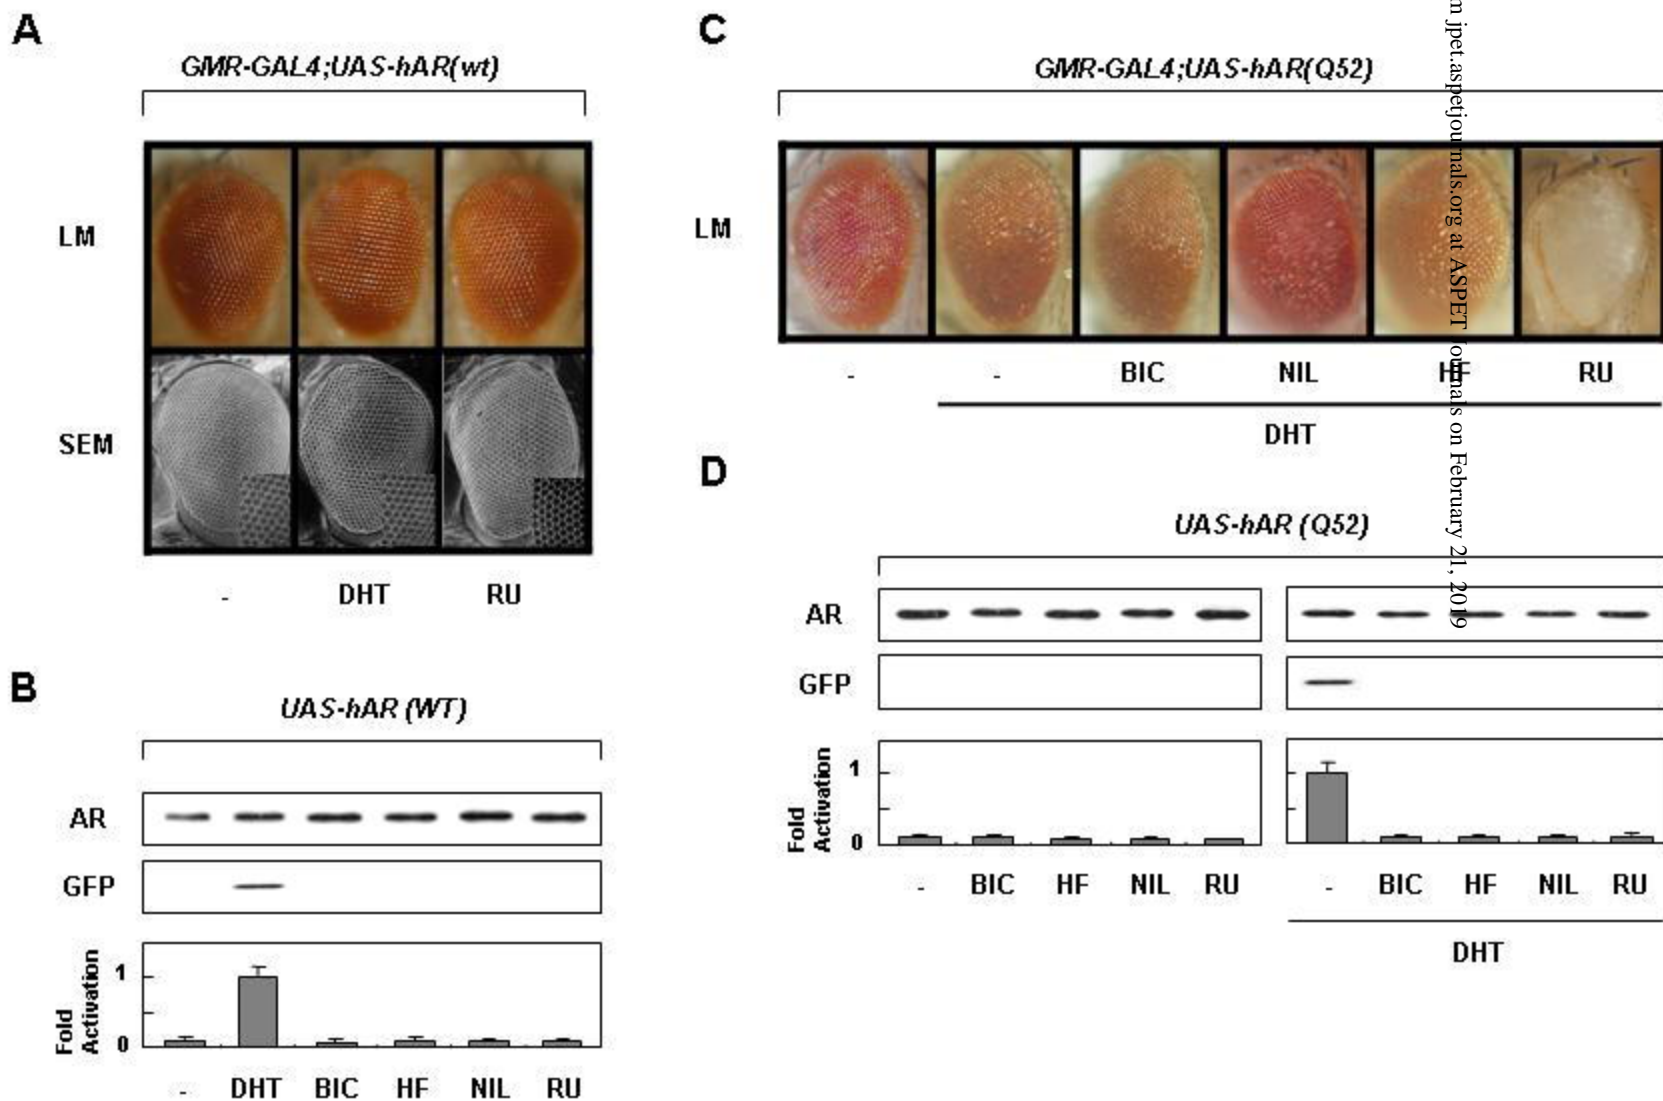 A
GMR-GAL4;UAS-hAR(wt)
LM
SEM
- DHT RU
B
UAS-hAR (WT)
AR
GFP
Fold Activation
1
0
- DHT BIC HF NIL RU
C
GMR-GAL4;UAS-hAR(Q52)
LM
- - BIC NIL HF RU
DHT
D
UAS-hAR (Q52)
AR
GFP
Fold Activation
1
0
- BIC HF NIL RU
- BIC HF NIL RU
DHT
m jpet.aspetjournals.org at ASPET Journals on February 21, 2019